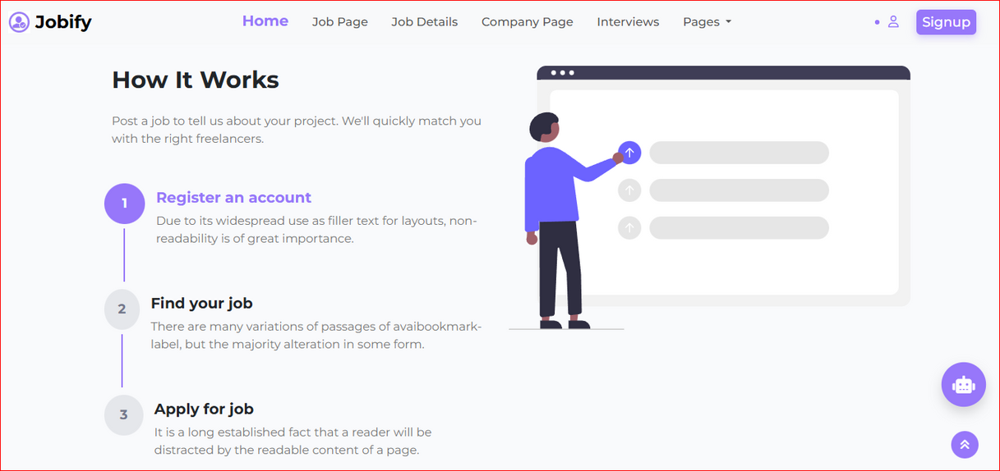 Jobify
Home Job Page Job Details Company Page Interviews Pages
Signup
How It Works
Post a job to tell us about your project. We'll quickly match you
with the right freelancers.
1
Register an account
Due to its widespread use as filler text for layouts, non-
readability is of great importance.
2
Find your job
There are many variations of passages of avaibookmark-
label, but the majority alteration in some form.
3
Apply for job
It is a long established fact that a reader will be
distracted by the readable content of a page.